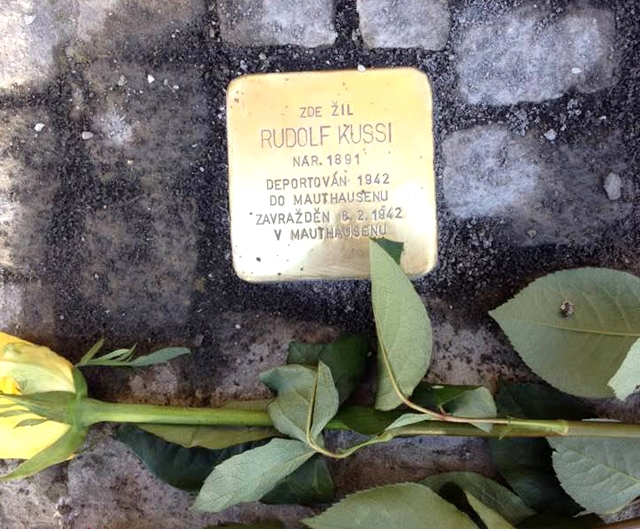 ZDE ŽIL
RUDOLF KUSSI
NAR. 1891
DEPORTOVÁN 1942
DO MAUTHAUSENU
ZAVRAŽDĚN 6. 2. 1942
V MAUTHAUSENU